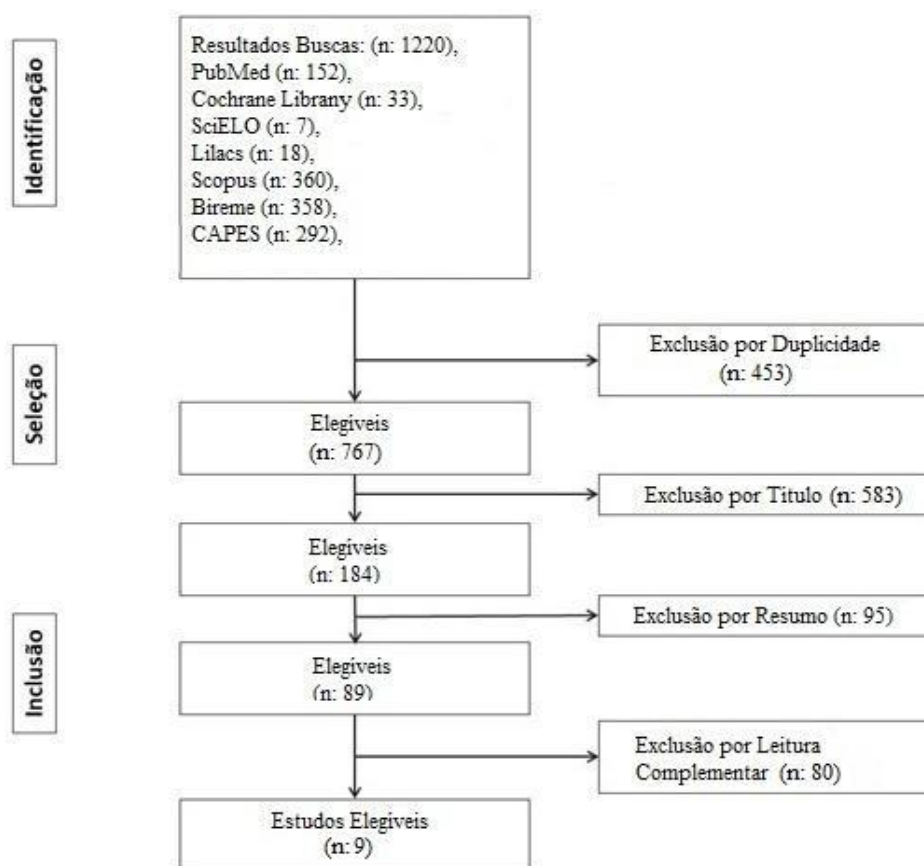 Identificação
Resultados Buscas: (n: 1220),
PubMed (n: 152),
Cochrane Librany (n: 33),
SciELO (n: 7),
Lilacs (n: 18),
Scopus (n: 360),
Bireme (n: 358),
CAPES (n: 292),
Seleção
Exclusão por Duplicidade
(n: 453)
Elegíveis
(n: 767)
Exclusão por Titulo (n: 583)
Elegíveis
(n: 184)
Inclusão
Exclusão por Resumo (n: 95)
Elegíveis
(n: 89)
Exclusão por Leitura
Complementar (n: 80)
Estudos Elegíveis
(n: 9)